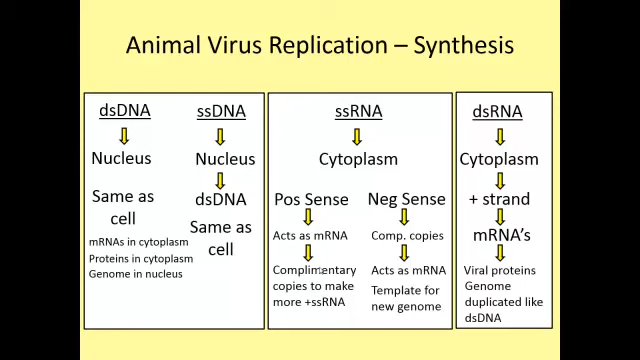 Animal Virus Replication – Synthesis
dsDNA
Nucleus
Same as
cell
mRNAs in cytoplasm
Proteins in cytoplasm
Genome in nucleus
ssDNA
Nucleus
dsDNA
Same as
cell
ssRNA
Cytoplasm
Pos Sense
Acts as mRNA
Complimentary
copies to make
more +ssRNA
Neg Sense
Comp. copies
Acts as mRNA
Template for
new genome
dsRNA
Cytoplasm
+ strand
mRNA's
Viral proteins
Genome
duplicated like
dsDNA